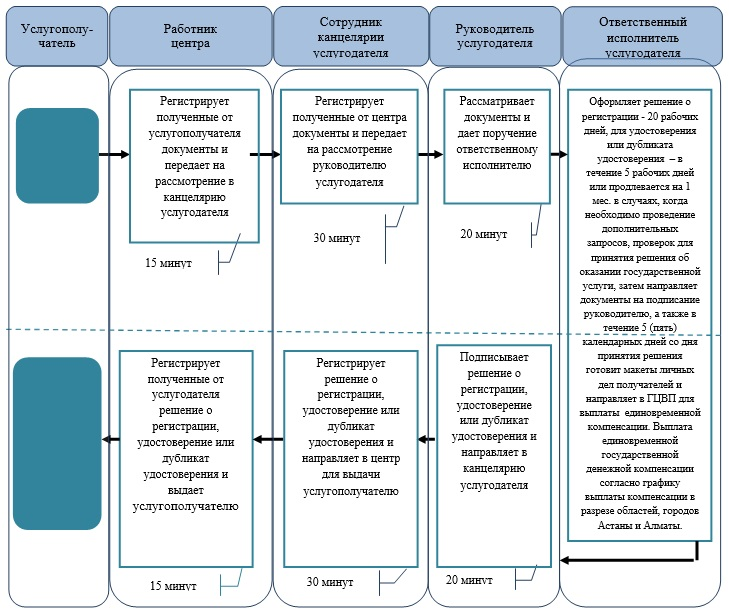 Услугополу-
чатель
Работник
центра
Сотрудник
канцелярии
услугодателя
Руководитель
услугодателя
Ответственный
исполнитель
услугодателя
Регистрирует
полученные от
услугополучателя
документы и
передает на
рассмотрение в
канцелярию
услугодателя
15 минут
Регистрирует
полученные от центра
документы и передает
на рассмотрение
руководителю
услугодателя
30 минут
Рассматривает
документы и
дает поручение
ответственному
исполнителю
20 минут
Оформляет решение о
регистрации - 20 рабочих
дней, для удостоверения
или дубликата
удостоверения – в
течение 5 рабочих дней
или продлевается на 1
мес. в случаях, когда
необходимо проведение
дополнительных
запросов, проверок для
принятия решения об
оказании государственной
услуги, затем направляет
документы на подписание
руководителю, а также в
течение 5 (пять)
календарных дней со дня
принятия решения
готовит макеты личных
дел получателей и
направляет в ГЦВП для
выплаты единовременной
компенсации. Выплата
единовременной
государственной
денежной компенсации
согласно графику
выплаты компенсации в
разрезе областей, городов
Астаны и Алматы.
Регистрирует
полученные от
услугодателя
решение о
регистрации,
удостоверение или
дубликат
удостоверения и
выдает
услугополучателю
15 минут
Регистрирует
решение о
регистрации,
удостоверение или
дубликат
удостоверения и
направляет в центр
для выдачи
услугополучателю
30 минут
Подписывает
решение о
регистрации,
удостоверение
или дубликат
удостоверения и
направляет в
канцелярию
услугодателя
20 минут